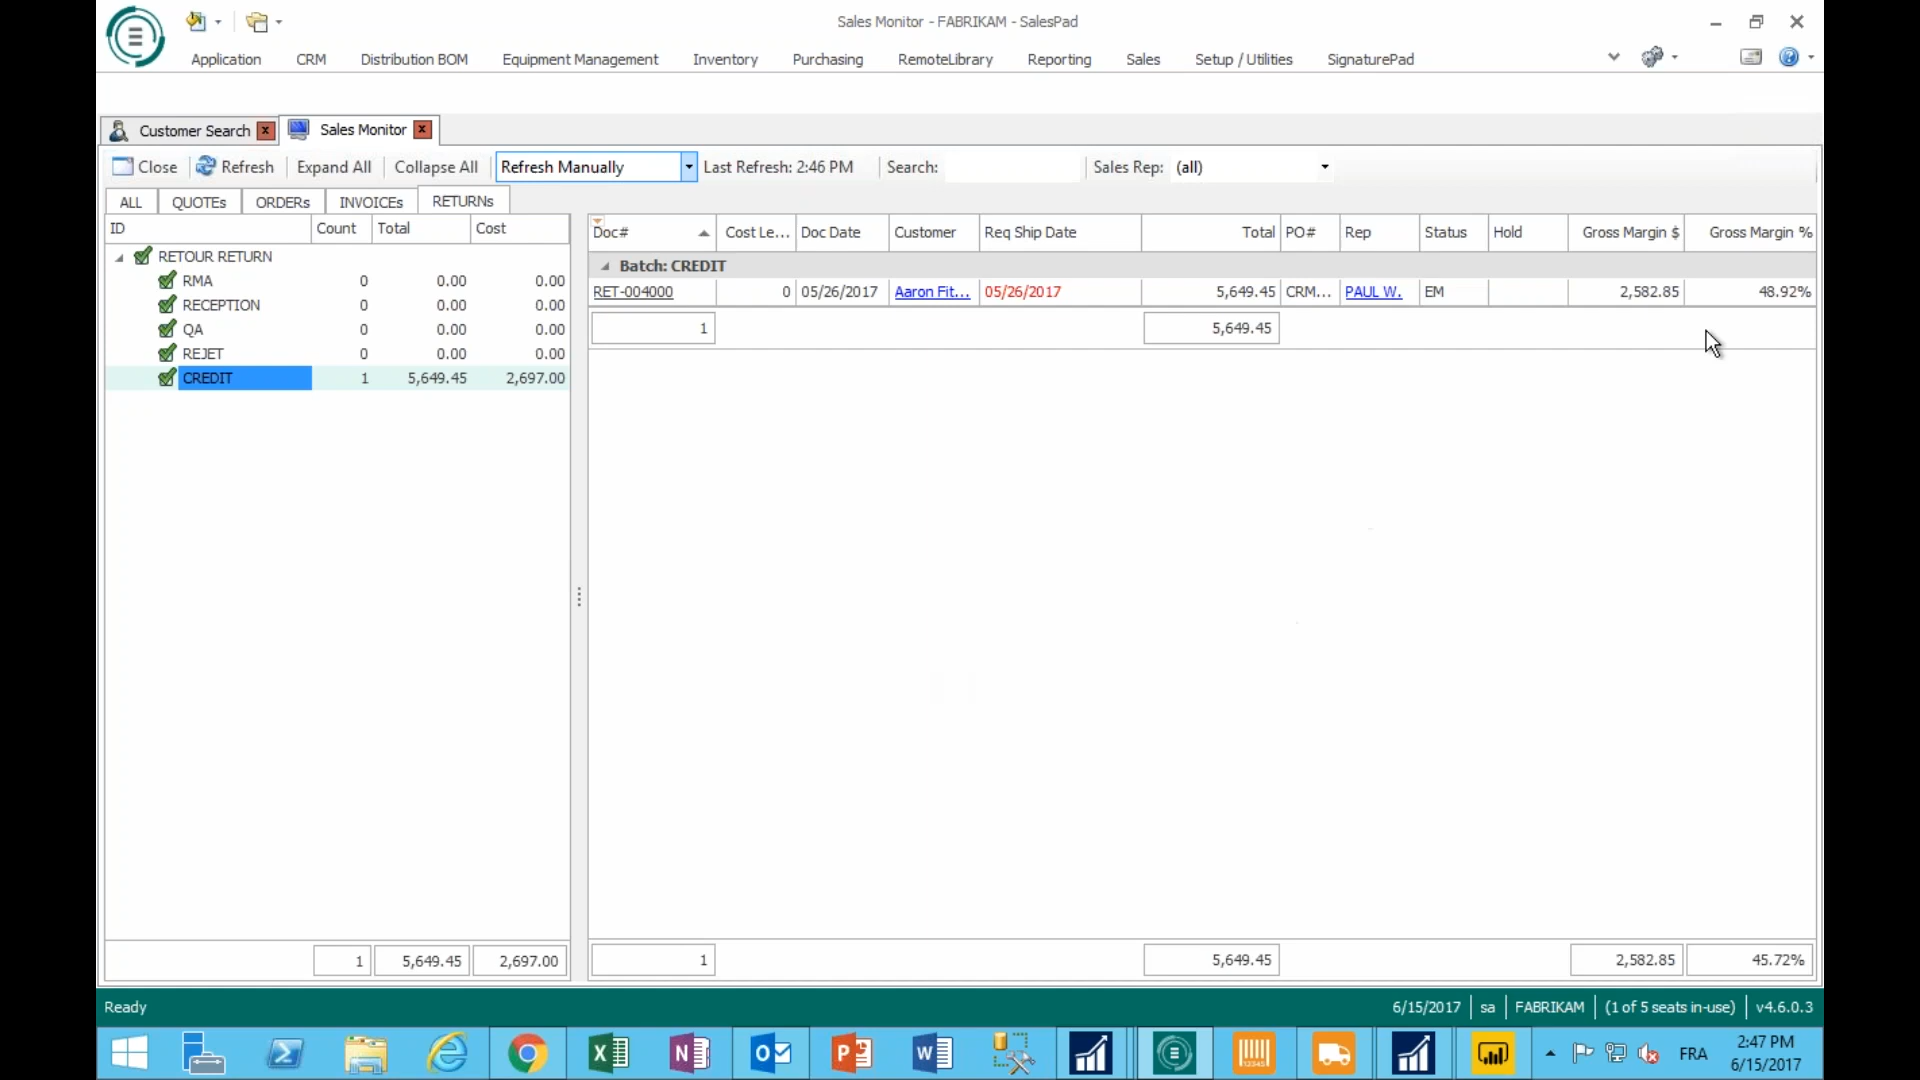 Sales Monitor - FABRIKAM - SalesPad
Application CRM Distribution BOM Equipment Management Inventory Purchasing RemoteLibrary Reporting Sales Setup / Utilities SignaturePad
Customer Search Sales Monitor
Close Refresh Expand All Collapse All Refresh Manually Last Refresh: 2:46 PM Search: Sales Rep: (all)
ALL QUOTEs ORDERs INVOICEs RETURNs
ID Count Total Cost
RETOUR RETURN
RMA 0 0.00 0.00
RECEPTION 0 0.00 0.00
QA 0 0.00 0.00
REJET 0 0.00 0.00
CREDIT 1 5,649.45 2,697.00
1 5,649.45 2,697.00
Doc# Cost Le... Doc Date Customer Req Ship Date Total PO# Rep Status Hold Gross Margin $ Gross Margin %
Batch: CREDIT
RET-004000 0 05/26/2017 Aaron Fit... 05/26/2017 5,649.45 CRM... PAUL W. EM 2,582.85 48.92%
1 5,649.45
1 5,649.45 2,582.85 45.72%
Ready 6/15/2017 sa FABRIKAM (1 of 5 seats in-use) v4.6.0.3
FRA 2:47 PM
6/15/2017